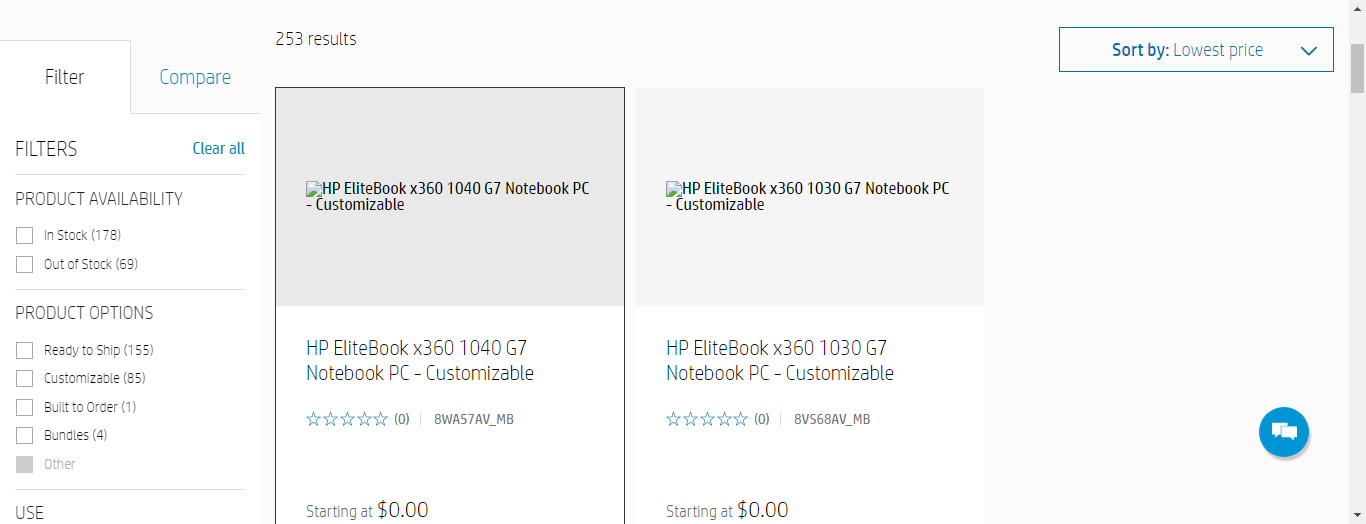 253 results
Sort by: Lowest price
Filter
Compare
FILTERS
Clear all
PRODUCT AVAILABILITY
In Stock (178)
Out of Stock (69)
PRODUCT OPTIONS
Ready to Ship (155)
Customizable (85)
Built to Order (1)
Bundles (4)
Other
USE
HP EliteBook x360 1040 G7 Notebook PC
- Customizable
HP EliteBook x360 1040 G7
Notebook PC - Customizable
(0) | 8WA57AV_MB
Starting at $0.00
HP EliteBook x360 1030 G7 Notebook PC
- Customizable
HP EliteBook x360 1030 G7
Notebook PC - Customizable
(0) | 8VS68AV_MB
Starting at $0.00